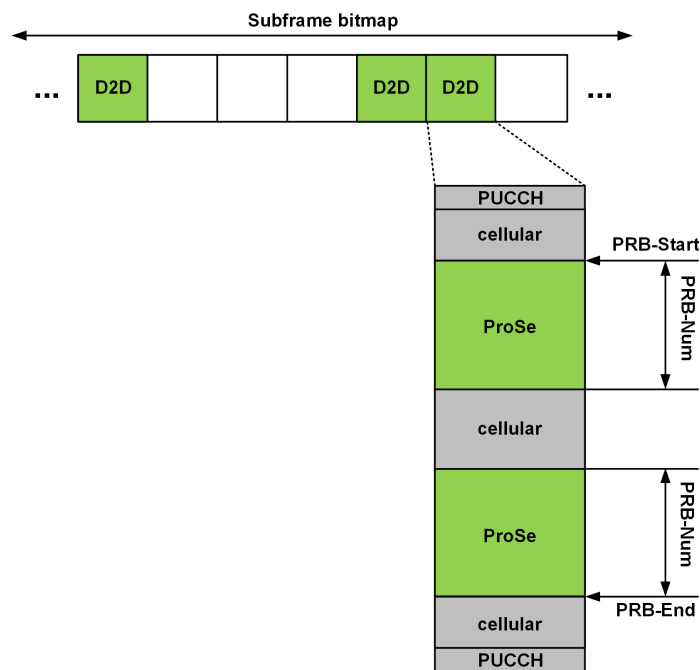 Subframe bitmap
... D2D D2D D2D ...
PUCCH
cellular
PRB-Start
ProSe
PRB-Num
cellular
ProSe
PRB-Num
PRB-End
cellular
PUCCH